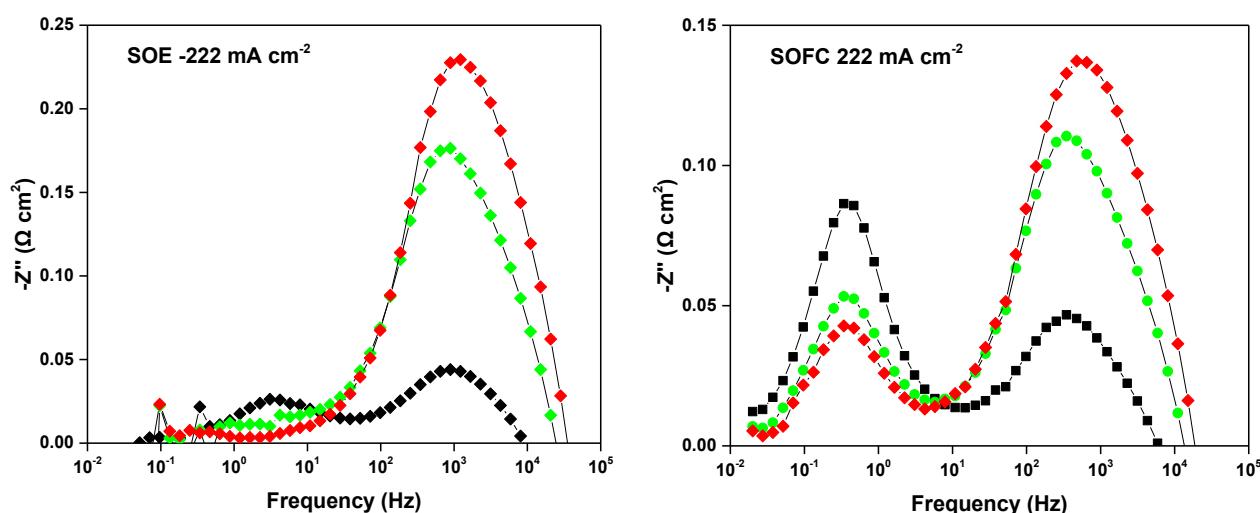 SOE -222 mA cm⁻²
-Z'' (Ω cm²)
0.25
0.20
0.15
0.10
0.05
0.00
10⁻² 10⁻¹ 10⁰ 10¹ 10² 10³ 10⁴ 10⁵
Frequency (Hz)
SOFC 222 mA cm⁻²
-Z'' (Ω cm²)
0.15
0.10
0.05
0.00
10⁻² 10⁻¹ 10⁰ 10¹ 10² 10³ 10⁴ 10⁵
Frequency (Hz)